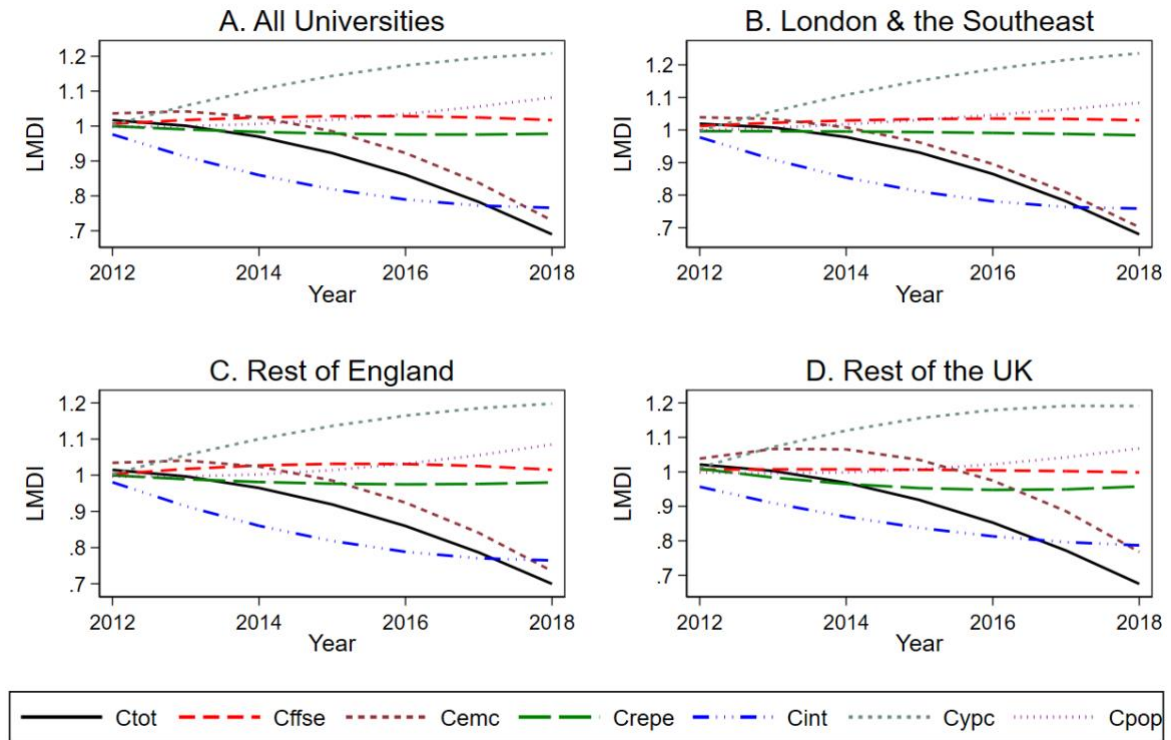 A. All Universities
LMDI
1.2
1.1
1
.9
.8
.7
2012 2014 2016 2018
Year
B. London & the Southeast
LMDI
1.2
1.1
1
.9
.8
.7
2012 2014 2016 2018
Year
C. Rest of England
LMDI
1.2
1.1
1
.9
.8
.7
2012 2014 2016 2018
Year
D. Rest of the UK
LMDI
1.2
1.1
1
.9
.8
.7
2012 2014 2016 2018
Year
Ctot Cffse Cemc Crepe Cint Cypc Cpop